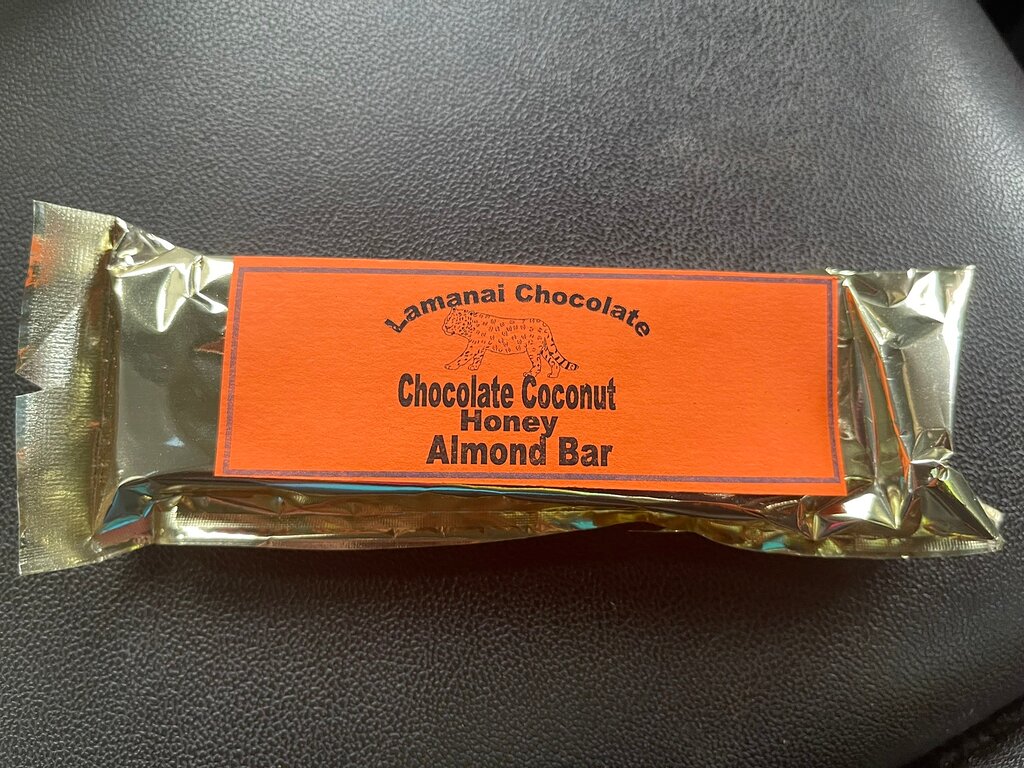 Lamanai Chocolate
Chocolate Coconut
Honey
Almond Bar